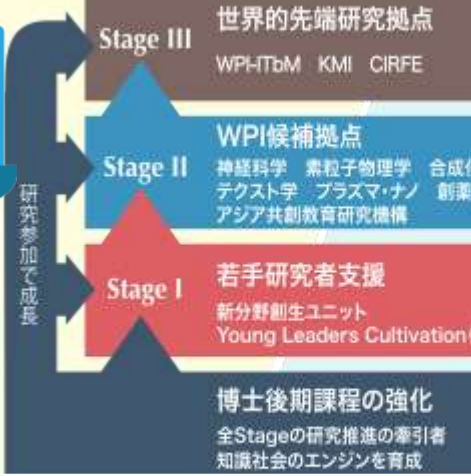 Stage III
世界的先端研究拠点
WPI-ITbM KMI CIRFE
Stage II
WPI候補拠点
神経科学 素粒子物理学 合成
テクスト学 プラズマ・ナノ 創薬
アジア共創教育研究機構
研究参加で成長
Stage I
若手研究者支援
新分野創生ユニット
Young Leaders Cultivation
博士後期課程の強化
全Stageの研究推進の牽引者
知識社会のエンジンを育成